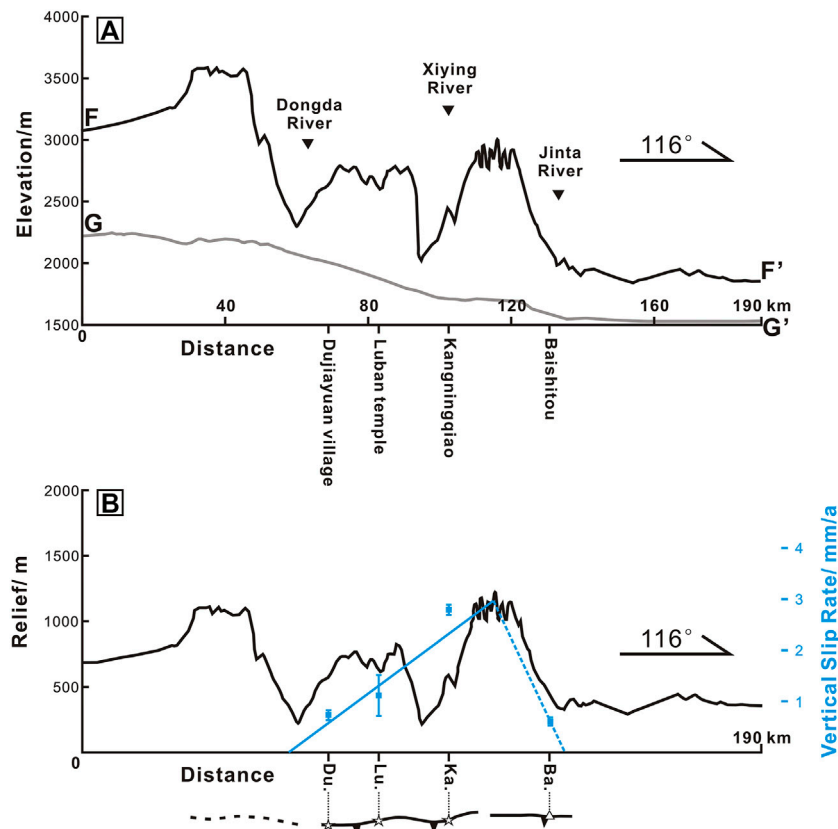 A
4000
3500
3000
2500
2000
1500
Elevation/m
F
G
Dongda
River
Xiying
River
Jinta
River
116°
F’
G’
0
40
80
120
160
190 km
Distance
Dujiayuan village
Luban temple
Kangningqiao
Baishitou
B
2000
1500
1000
500
0
Relief/ m
4
3
2
1
Vertical Slip Rate/ mm/a
116°
190 km
Distance
Du.
Lu.
Ka.
Ba.